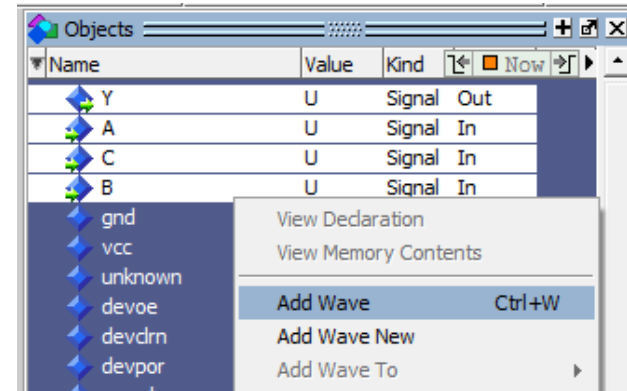 Objects
Name Value Kind Now
Y U Signal Out
A U Signal In
C U Signal In
B U Signal In
gnd View Declaration
vcc View Memory Contents
unknown
devoe Add Wave Ctrl+W
devclrn Add Wave New
devpor Add Wave To